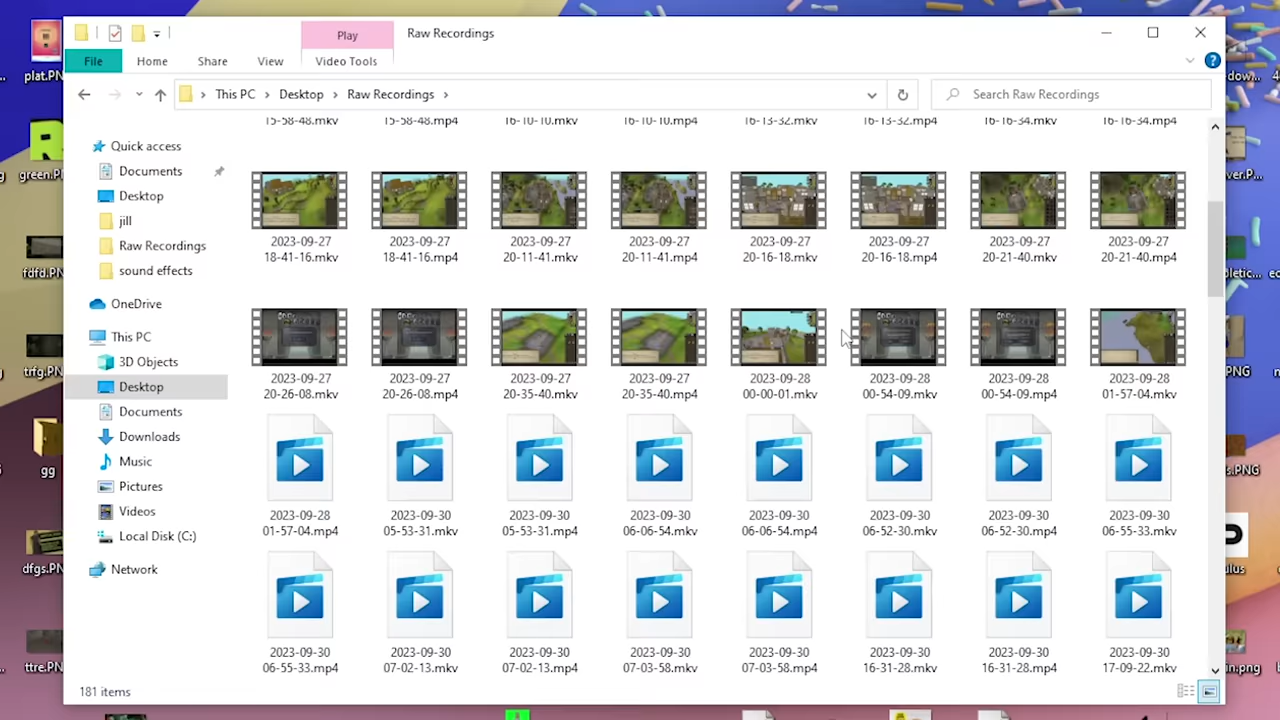 Play
Raw Recordings
File
Home
Share
View
Video Tools
This PC
Desktop
Raw Recordings
Search Raw Recordings
15-58-48.mkv
15-58-48.mp4
16-10-10.mkv
16-10-10.mp4
16-13-32.mkv
16-13-32.mp4
16-16-34.mkv
16-16-34.mp4
Quick access
Documents
Desktop
jill
Raw Recordings
sound effects
OneDrive
This PC
3D Objects
Desktop
Documents
Downloads
Music
Pictures
Videos
Local Disk (C:)
Network
2023-09-27
18-41-16.mkv
2023-09-27
18-41-16.mp4
2023-09-27
20-11-41.mkv
2023-09-27
20-11-41.mp4
2023-09-27
20-16-18.mkv
2023-09-27
20-16-18.mp4
2023-09-27
20-21-40.mkv
2023-09-27
20-21-40.mp4
2023-09-27
20-26-08.mkv
2023-09-27
20-26-08.mp4
2023-09-27
20-35-40.mkv
2023-09-27
20-35-40.mp4
2023-09-28
00-00-01.mkv
2023-09-28
00-54-09.mkv
2023-09-28
00-54-09.mp4
2023-09-28
01-57-04.mkv
2023-09-28
01-57-04.mp4
2023-09-30
05-53-31.mkv
2023-09-30
05-53-31.mp4
2023-09-30
06-06-54.mkv
2023-09-30
06-06-54.mp4
2023-09-30
06-52-30.mkv
2023-09-30
06-52-30.mp4
2023-09-30
06-55-33.mkv
2023-09-30
06-55-33.mp4
2023-09-30
07-02-13.mkv
2023-09-30
07-02-13.mp4
2023-09-30
07-03-58.mkv
2023-09-30
07-03-58.mp4
2023-09-30
16-31-28.mkv
2023-09-30
16-31-28.mp4
2023-09-30
17-09-22.mkv
181 items
plat.PN
green.P
fdfd.PN
trfg.PN
gg
dfgs.PN
ttre.PN